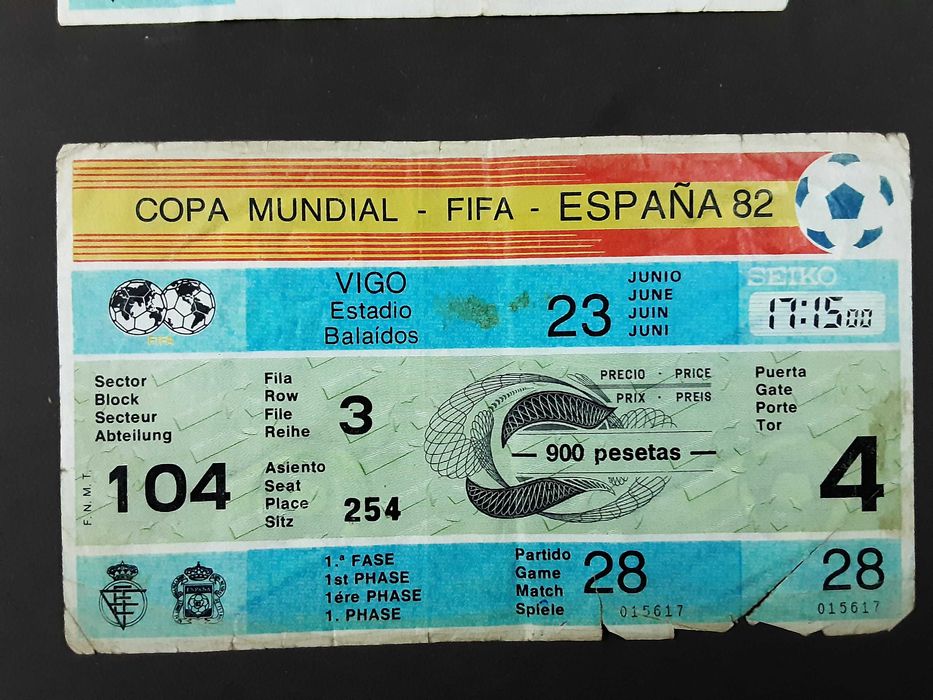 COPA MUNDIAL - FIFA - ESPAÑA 82
FIFA
VIGO
Estadio
Balaídos
23
JUNIO
JUNE
JUIN
JUNI
SEIKO
17:15 00
Sector
Block
Secteur
Abteilung
104
F. N. M. T.
Fila
Row
File
Reihe
3
Asiento
Seat
Place
Sitz
254
PRECIO · PRICE
PRIX · PREIS
— 900 pesetas —
Puerta
Gate
Porte
Tor
4
ESPAÑA
1.ª FASE
1st PHASE
1ére PHASE
1. PHASE
Partido
Game
Match
Spiele
28
015617
28
015617